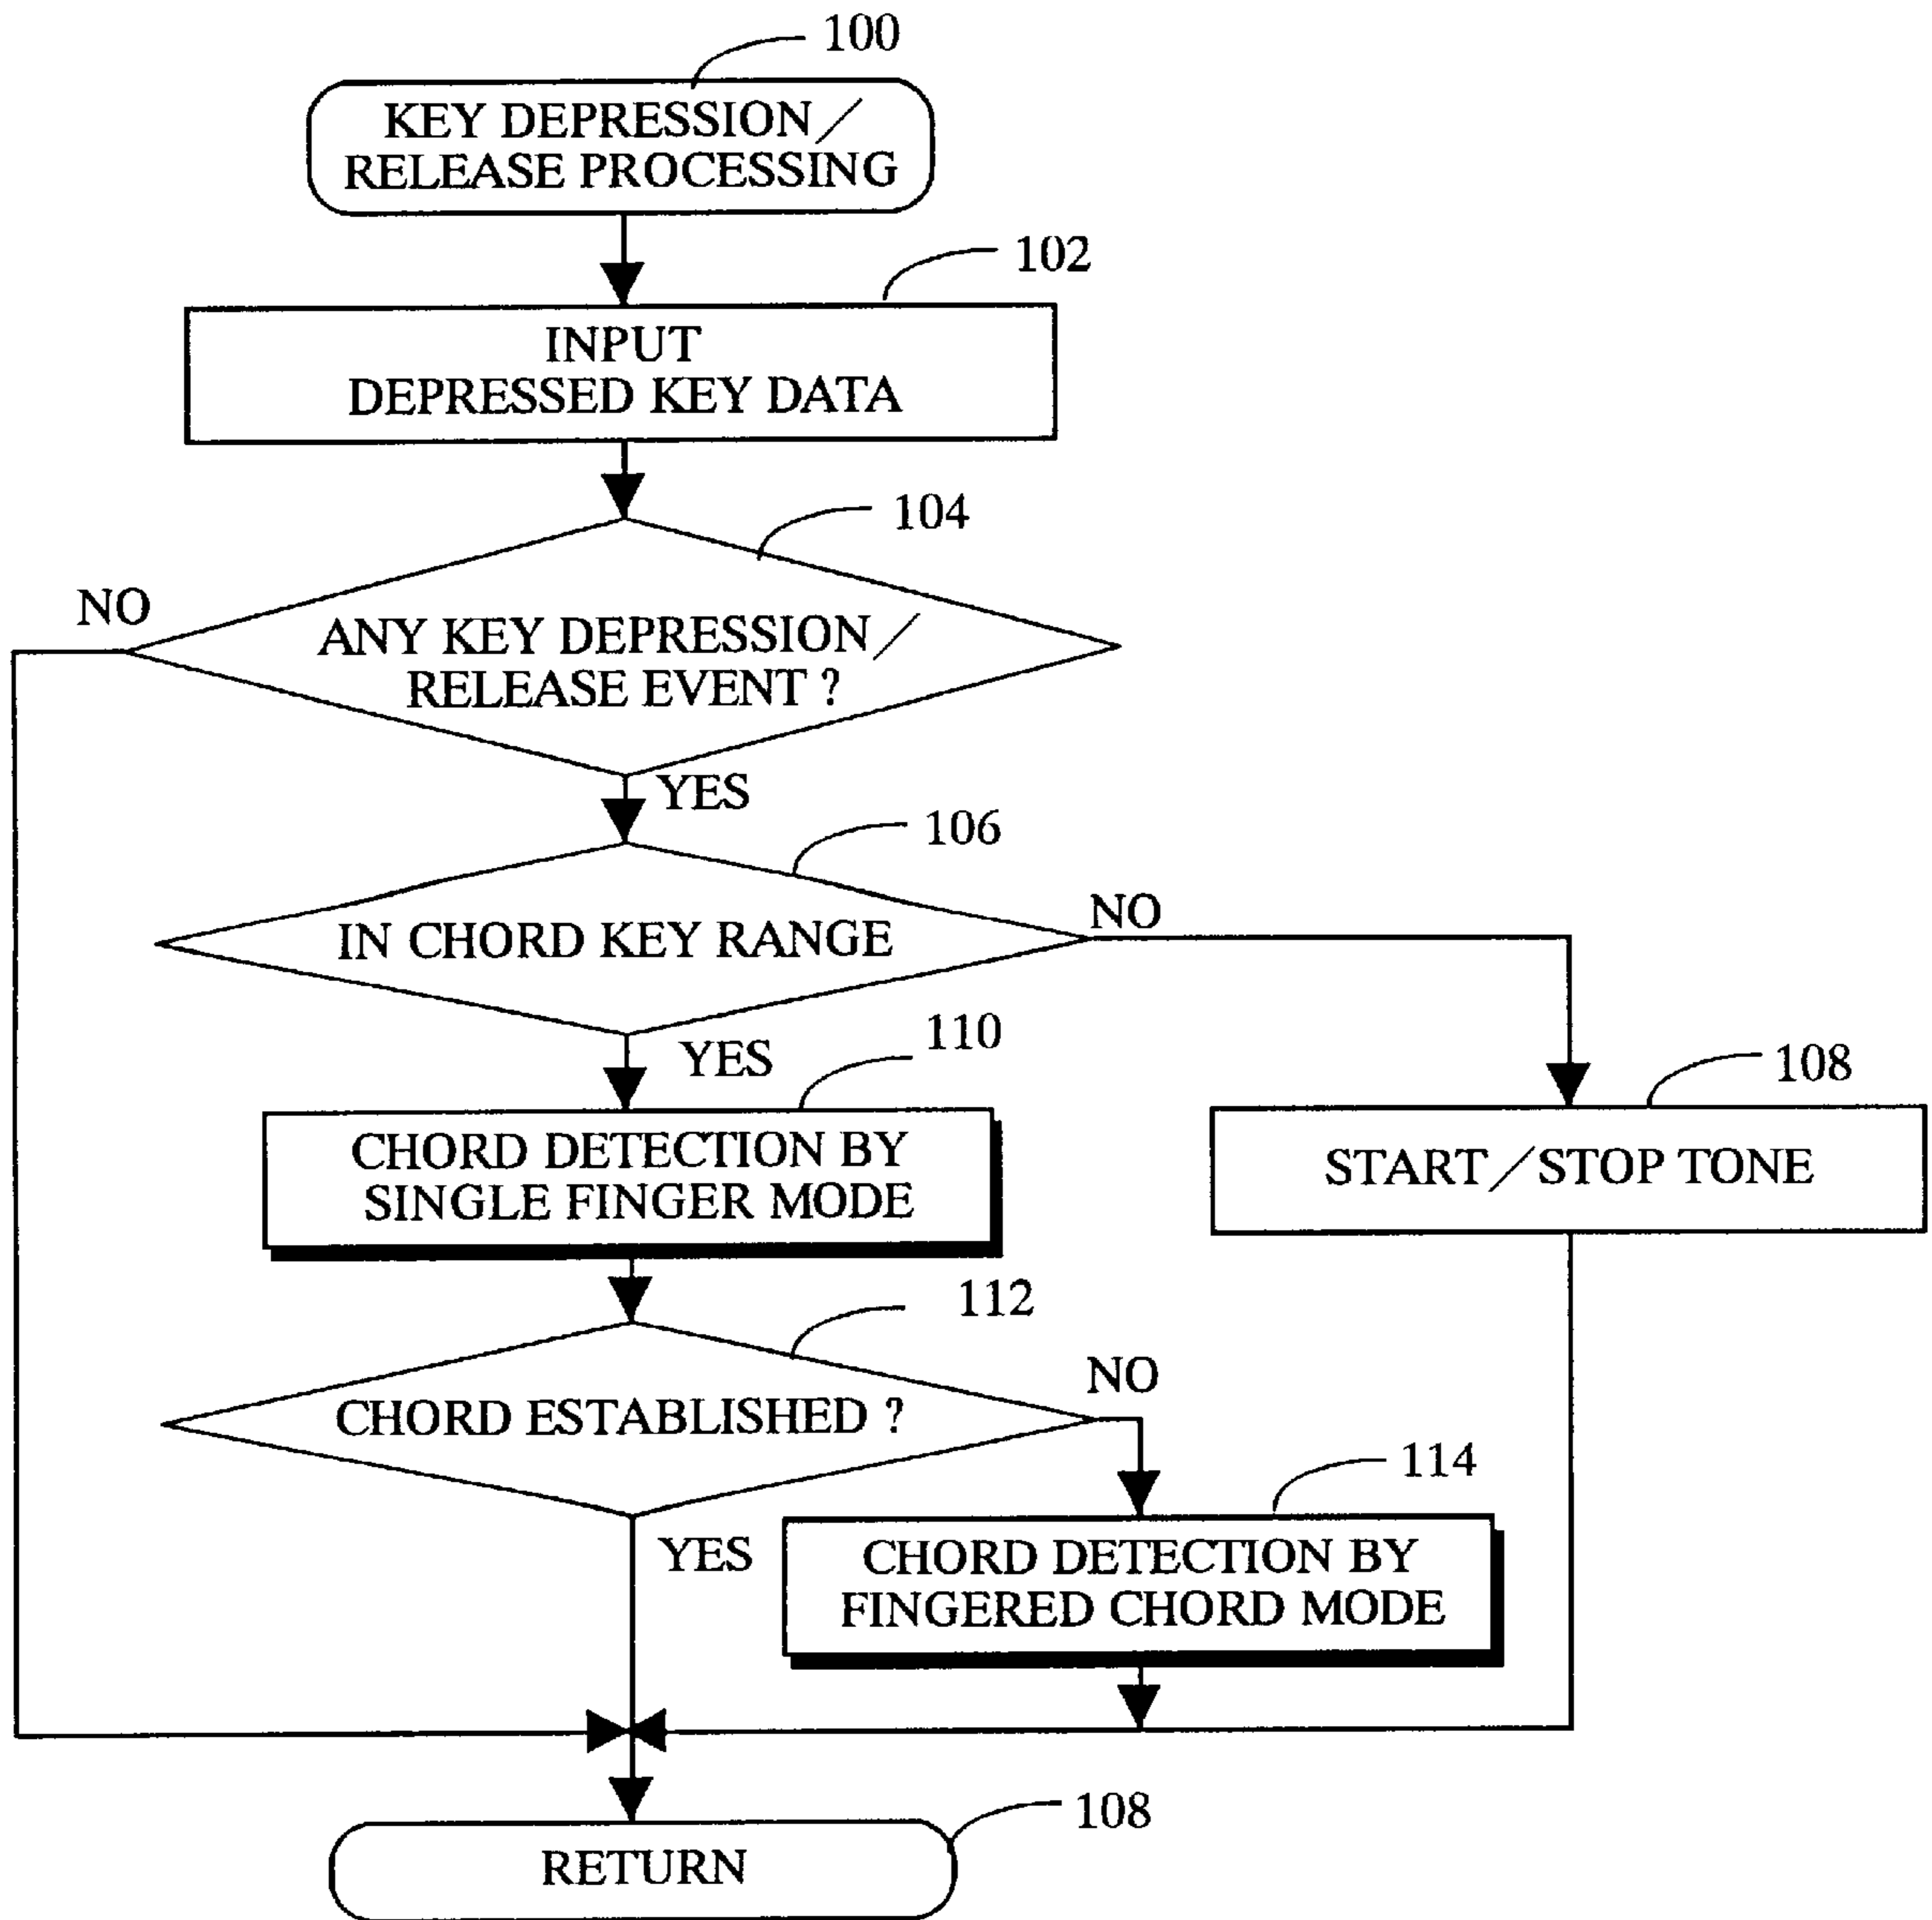 100
KEY DEPRESSION/
RELEASE PROCESSING
102
INPUT
DEPRESSED KEY DATA
104
NO
ANY KEY DEPRESSION/
RELEASE EVENT ?
YES
106
IN CHORD KEY RANGE
NO
YES
110
108
CHORD DETECTION BY
SINGLE FINGER MODE
START/STOP TONE
112
CHORD ESTABLISHED ?
NO
114
YES
CHORD DETECTION BY
FINGERED CHORD MODE
108
RETURN